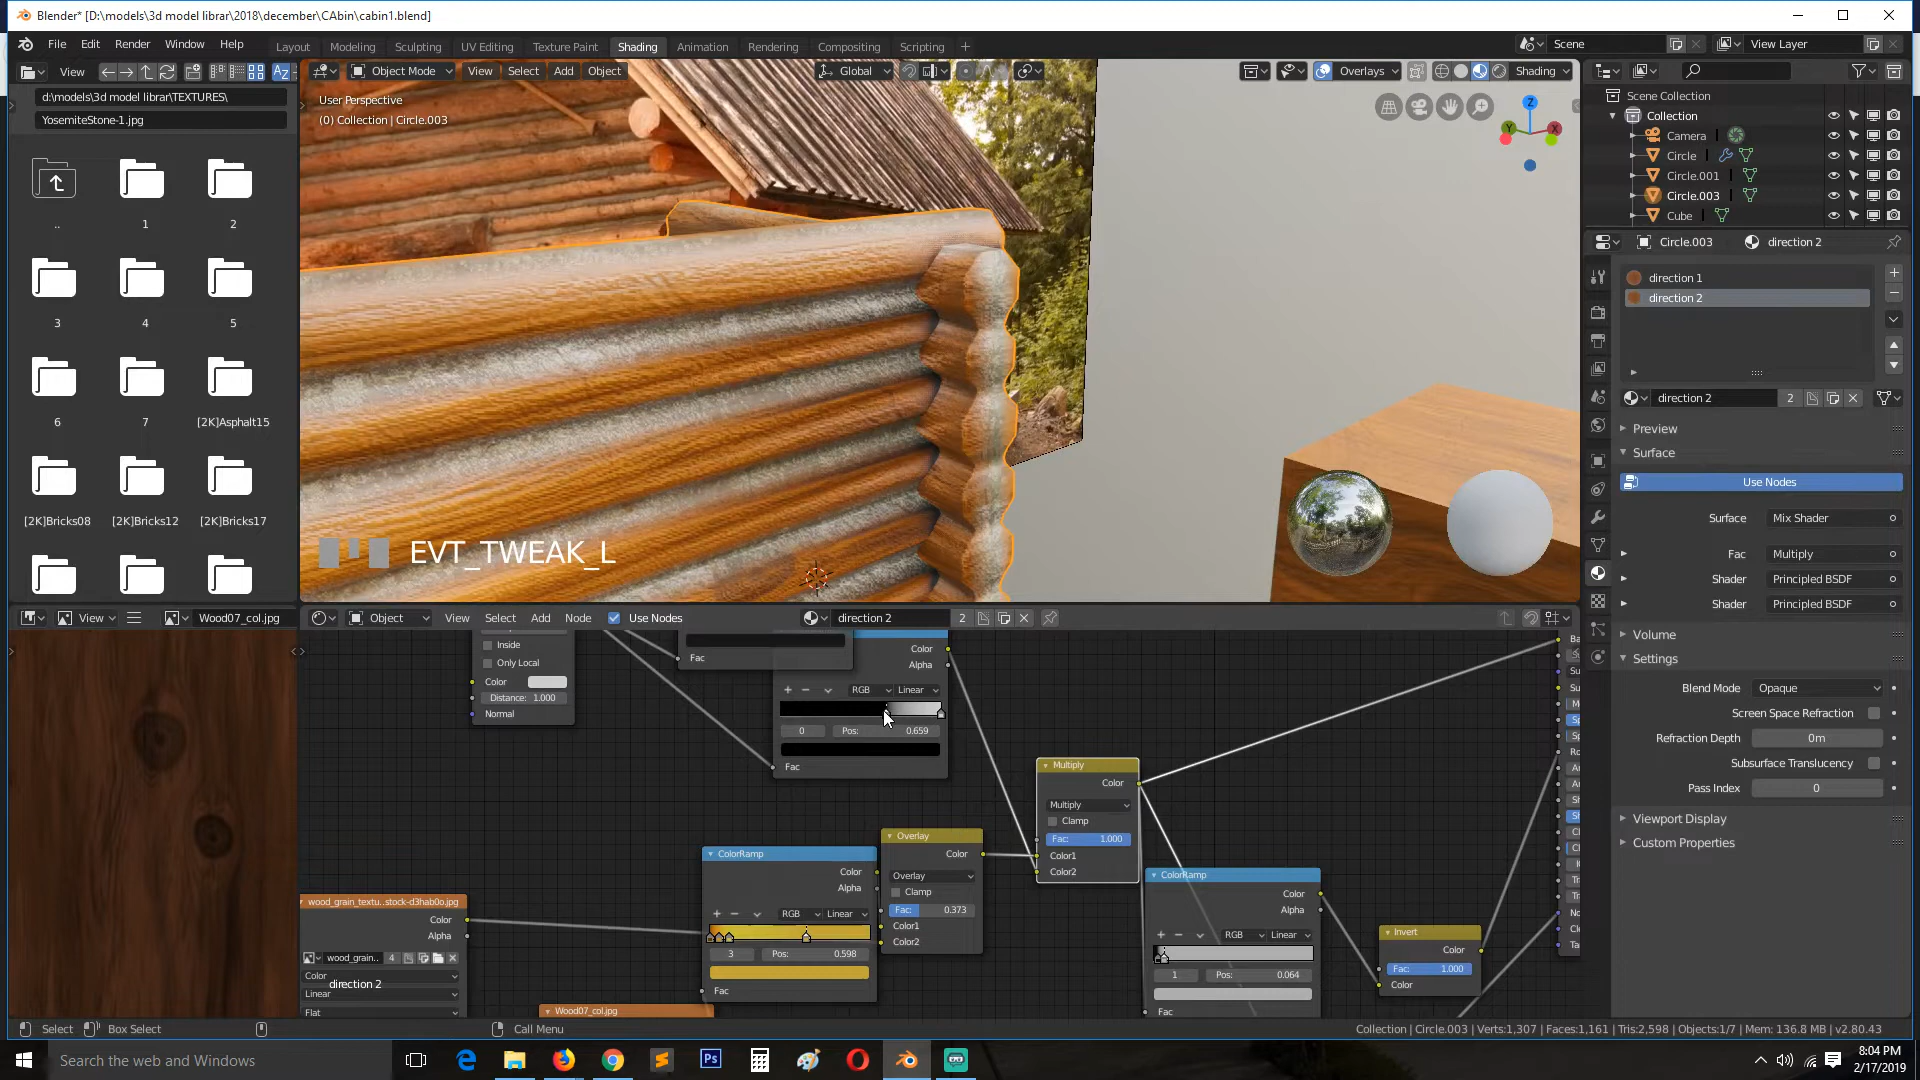 Blender* [D:\models\3d model librar\2018\december\CAbin\cabin1.blend]
File Edit Render Window Help
Layout Modeling Sculpting UV Editing Texture Paint Shading Animation Rendering Compositing Scripting +
Scene
View Layer
View
Object Mode View Select Add Object
Global
Overlays
Shading
d:\models\3d model librar\TEXTURES\
YosemiteStone-1.jpg
..
1
2
3
4
5
6
7
[2K]Asphalt15
[2K]Bricks08
[2K]Bricks12
[2K]Bricks17
User Perspective
(0) Collection | Circle.003
Z
Y
X
EVT_TWEAK_L
Scene Collection
Collection
Camera
Circle
Circle.001
Circle.003
Cube
Circle.003 direction 2
direction 1
direction 2
direction 2 2
Preview
Surface
Use Nodes
Surface Mix Shader
Fac Multiply
Shader Principled BSDF
Shader Principled BSDF
Volume
Settings
Blend Mode Opaque
Screen Space Refraction
Refraction Depth 0m
Subsurface Translucency
Pass Index 0
Viewport Display
Custom Properties
View
Wood07_col.jpg
Object View Select Add Node Use Nodes
direction 2 2
Inside
Only Local
Color
Distance: 1.000
Normal
Fac
Color
Alpha
RGB Linear
0 Pos: 0.659
Fac
Multiply
Color
Multiply
Clamp
Fac: 1.000
Color1
Color2
Overlay
Color
Overlay
Clamp
Fac: 0.373
Color1
Color2
ColorRamp
Color
Alpha
RGB Linear
3 Pos: 0.598
Fac
ColorRamp
Color
Alpha
RGB Linear
1 Pos: 0.064
Fac
Invert
Color
Fac: 1.000
Color
wood_grain_textu..stock-d3hab0o.jpg
Color
Alpha
wood_grain.. 4
Color
direction 2
Linear
Flat
Wood07_col.jpg
Select Box Select Call Menu
Collection | Circle.003 | Verts:1,307 | Faces:1,161 | Tris:2,598 | Objects:1/7 | Mem: 136.8 MB | v2.80.43
Search the web and Windows
8:04 PM
2/17/2019